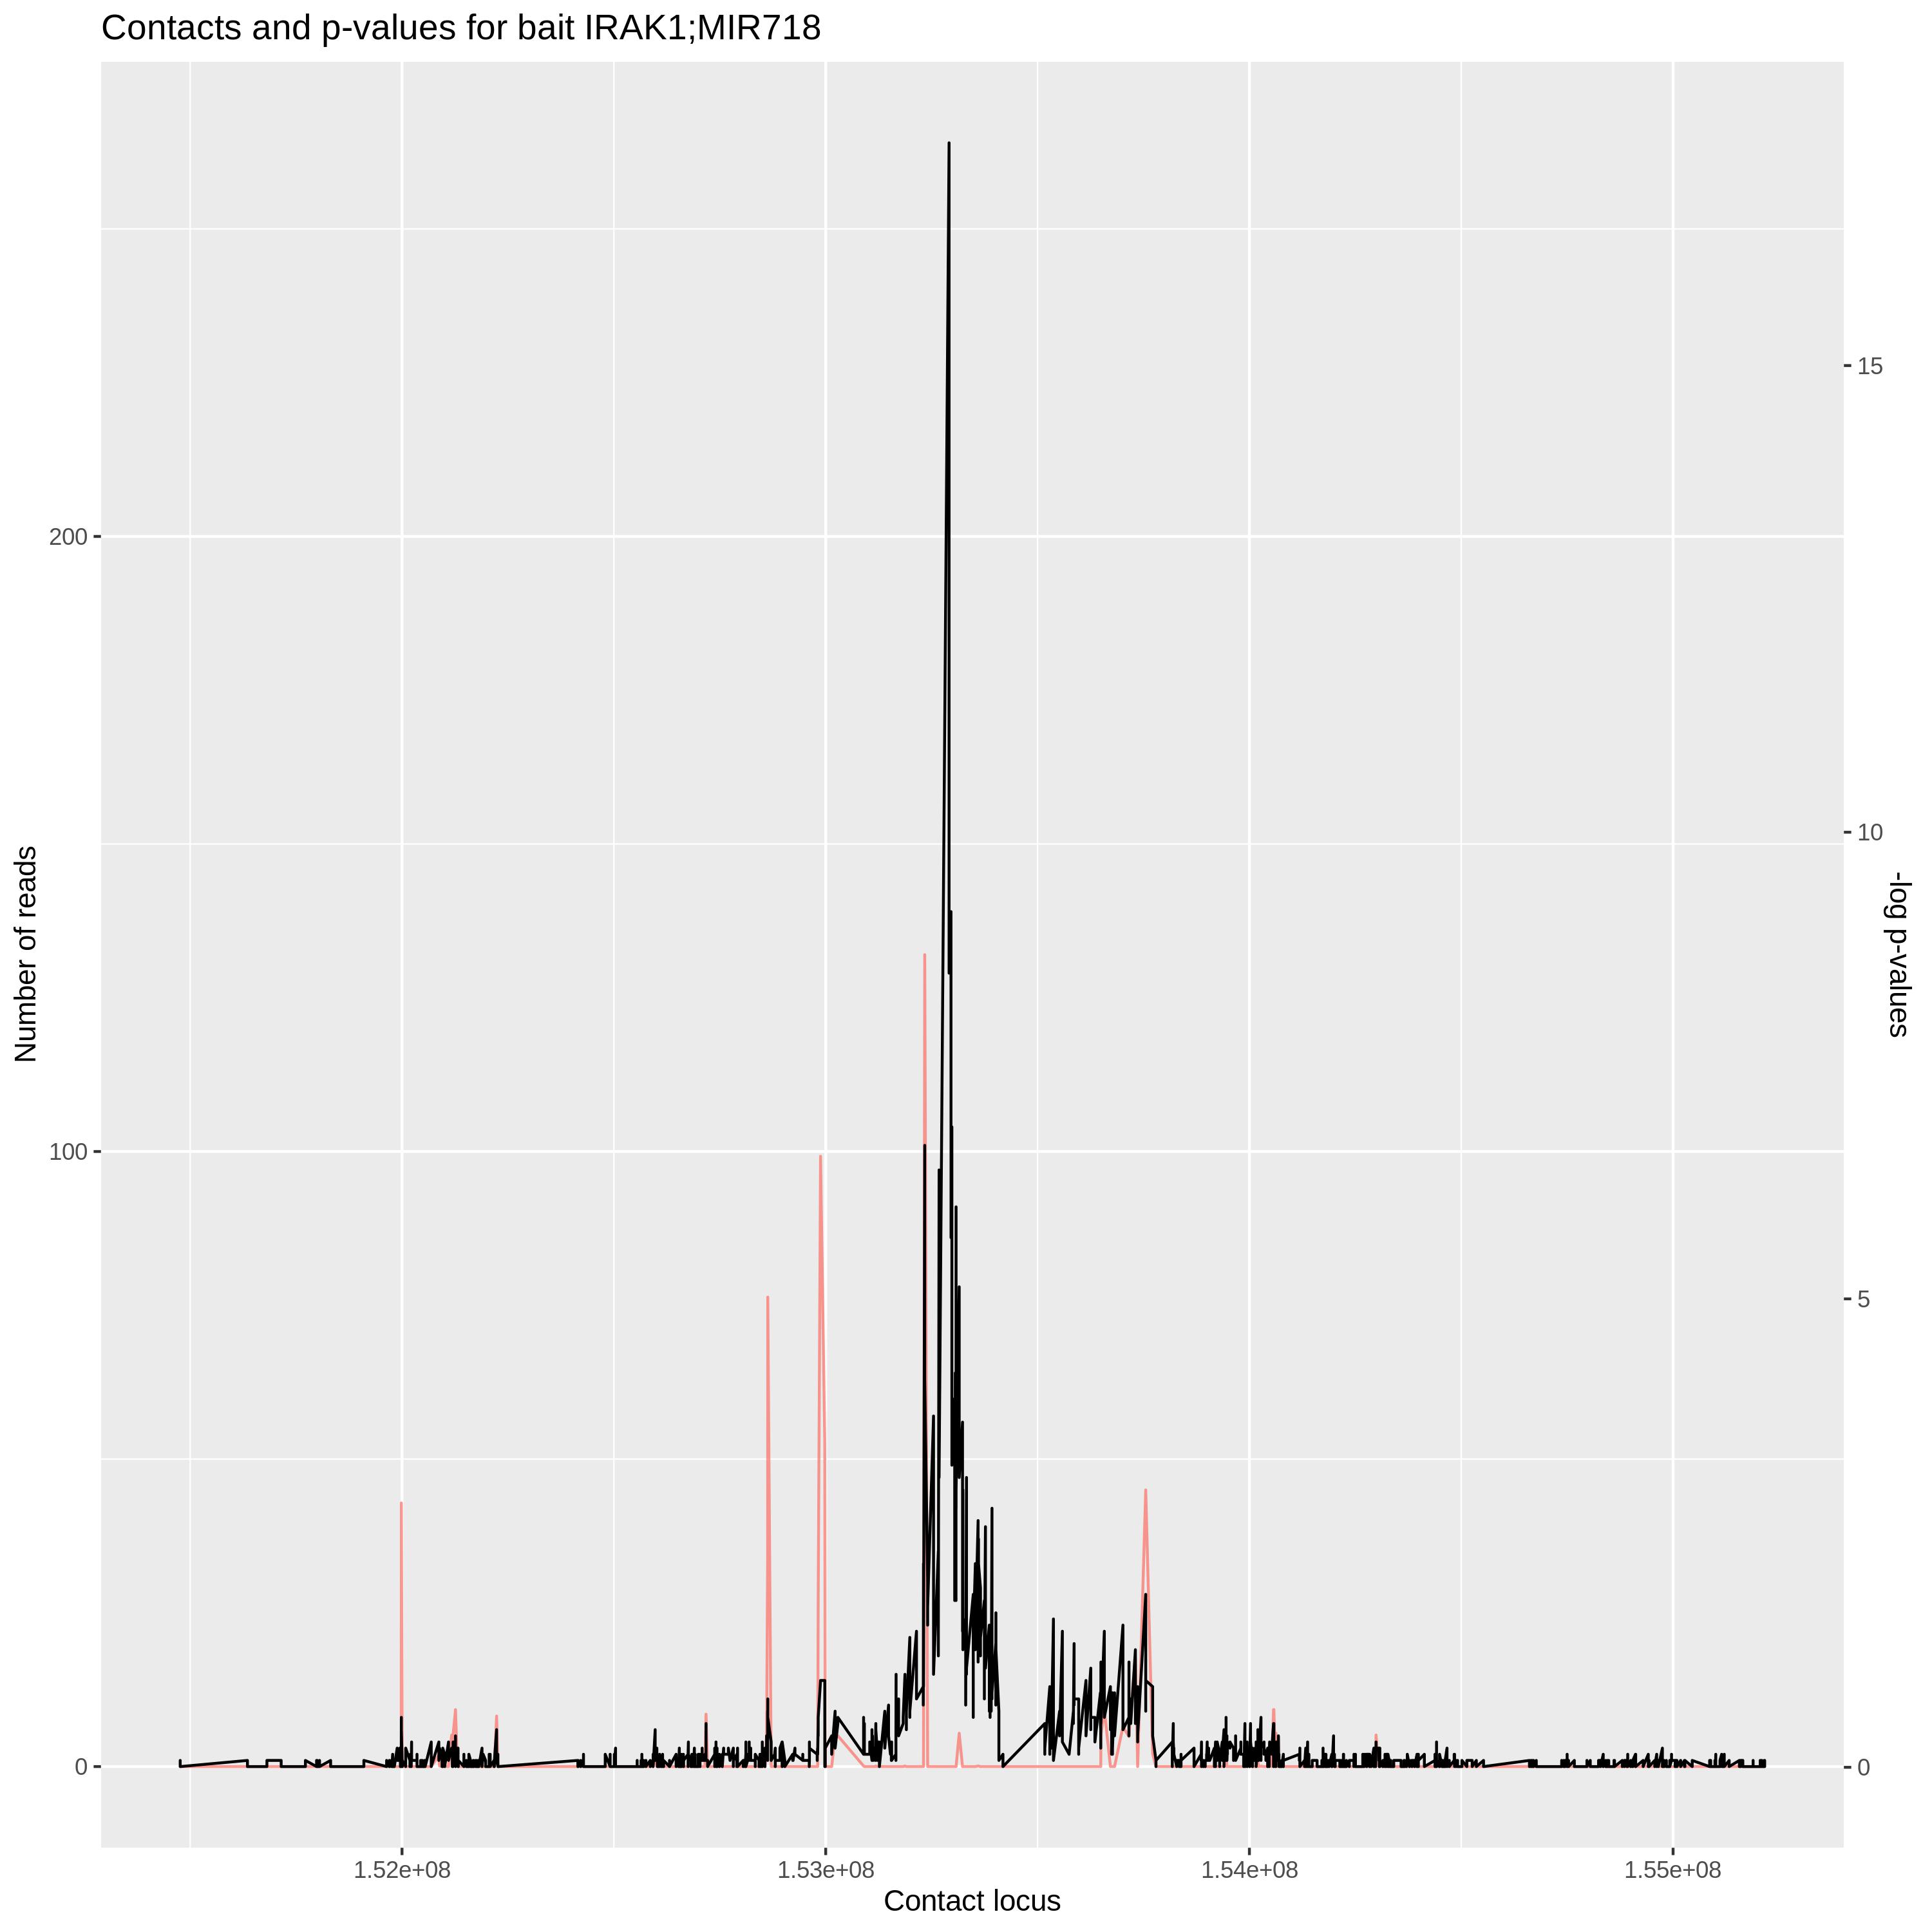 Contacts and p-values for bait IRAK1;MIR718
Number of reads
200
100
0
15
10
5
0
-log p-values
1.52e+08 1.53e+08 1.54e+08 1.55e+08
Contact locus